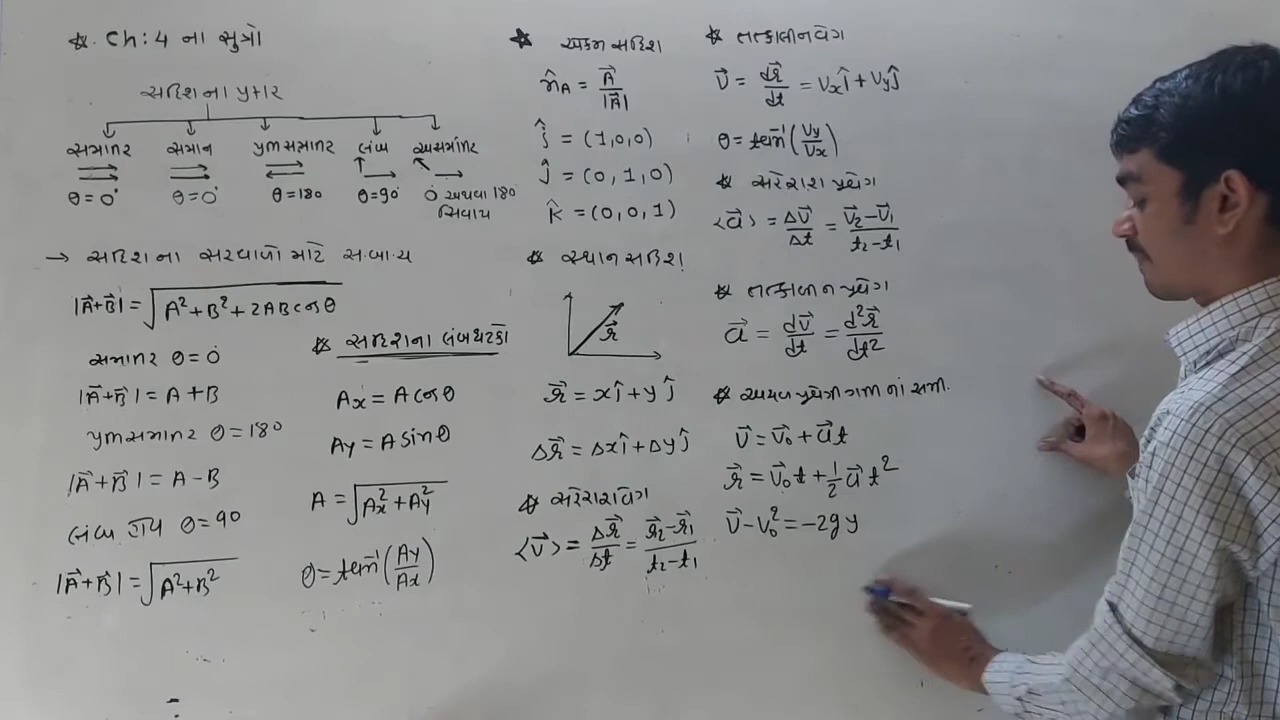 ☆. Ch: 4 ના સુત્રો
સદિશના પ્રકાર
સમાંતર સમાન પ્રતિસમાંતર લંબ અસમાંતર
θ = 0° θ = 0° θ = 180 θ = 90° 0 અથવા 180 સિવાય
→ સદિશના સરવાળા માટે સ.બા.ય
|A⃗+B⃗| = √(A²+B²+2ABcosθ)
સમાંતર θ = 0
|A⃗+B⃗| = A+B
પ્રતિસમાંતર θ = 180
|A⃗+B⃗| = A-B
લંબ હોય θ = 90
|A⃗+B⃗| = √(A²+B²)
☆ સદિશના લંબઘટકો
Ax = A cosθ
Ay = A sinθ
A = √(Ax²+Ay²)
θ = tan⁻¹(Ay/Ax)
☆ એકમ સદિશ
n̂A = A⃗/|A⃗|
î = (1,0,0)
ĵ = (0,1,0)
k̂ = (0,0,1)
☆ સ્થાન સદિશ
r⃗
r⃗ = xî + yĵ
Δr⃗ = Δxî + Δyĵ
☆ સરેરાશ વેગ
<v⃗> = Δr⃗/Δt = (r⃗2-r⃗1)/(t2-t1)
☆ તત્કાલીન વેગ
v⃗ = dr⃗/dt = Vxî + Vyĵ
θ = tan⁻¹(Vy/Vx)
☆ સરેરાશ પ્રવેગ
<a⃗> = Δv⃗/Δt = (v⃗2-v⃗1)/(t2-t1)
☆ તત્કાલીન પ્રવેગ
a⃗ = dv⃗/dt = d²r⃗/dt²
☆ અચળ પ્રવેગી ગતિનાં સમી.
v⃗ = v⃗0 + a⃗t
r⃗ = v⃗0t + ½a⃗t²
v⃗ - v0² = -2gy